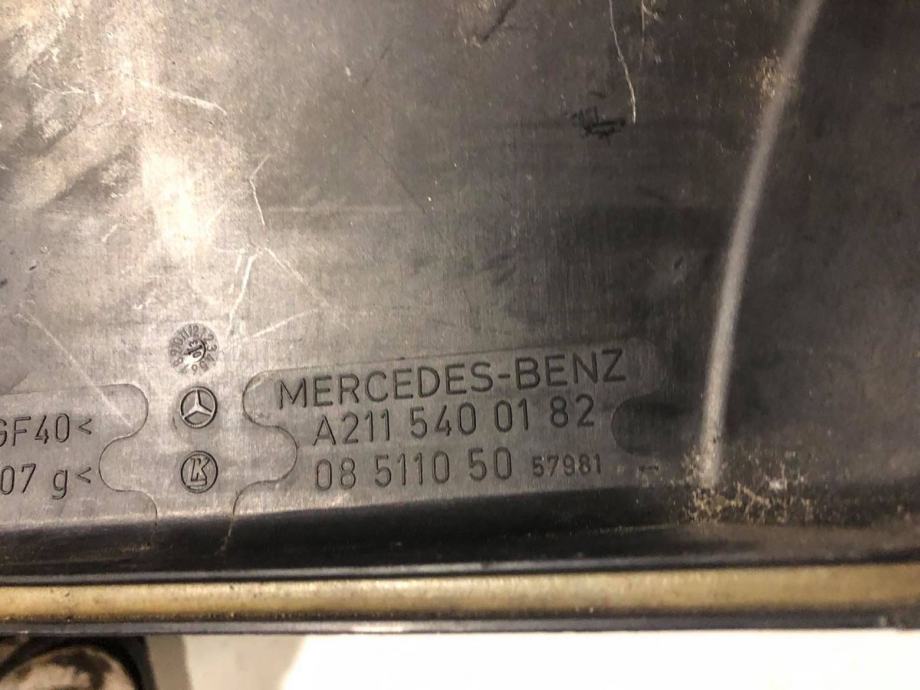 GF40<
07 g<
MERCEDES-BENZ
A211 540 01 82
08 5110 50 57981
K